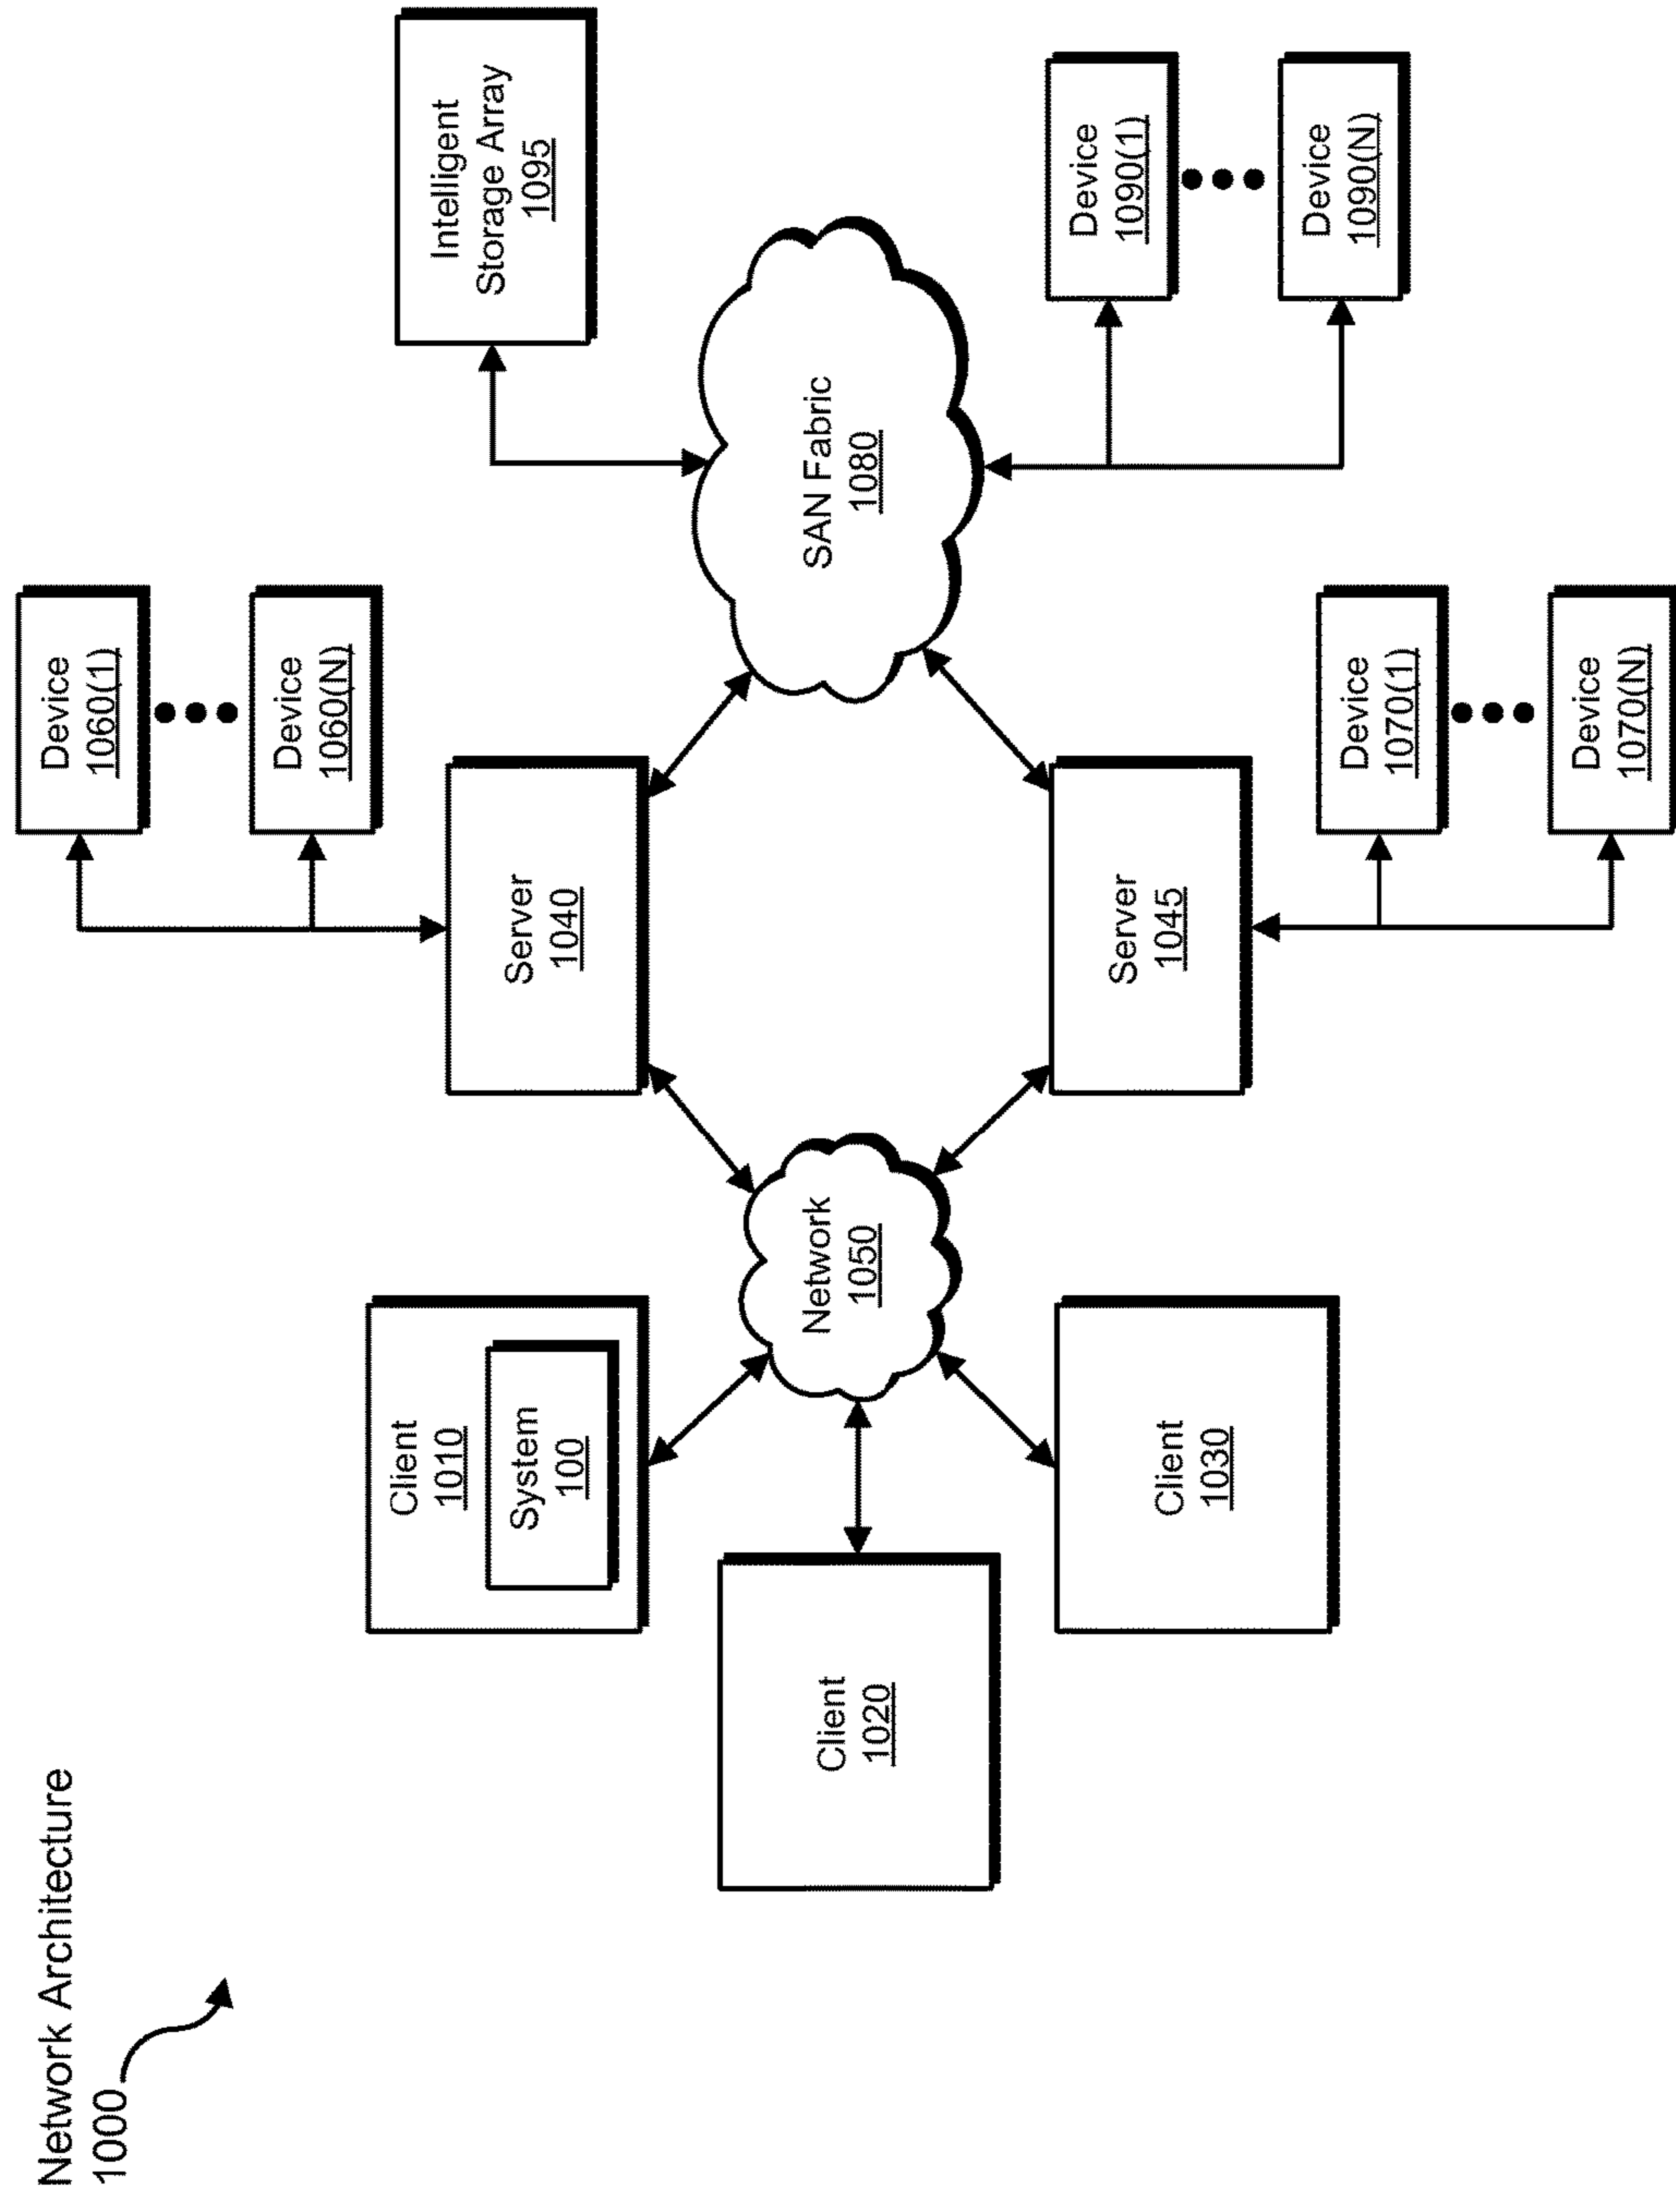 Network Architecture
1000
Client
1010
System
100
Client
1020
Client
1030
Network
1050
Server
1040
Server
1045
Device
1060(1)
Device
1060(N)
Device
1070(1)
Device
1070(N)
SAN Fabric
1080
Intelligent
Storage Array
1095
Device
1090(1)
Device
1090(N)